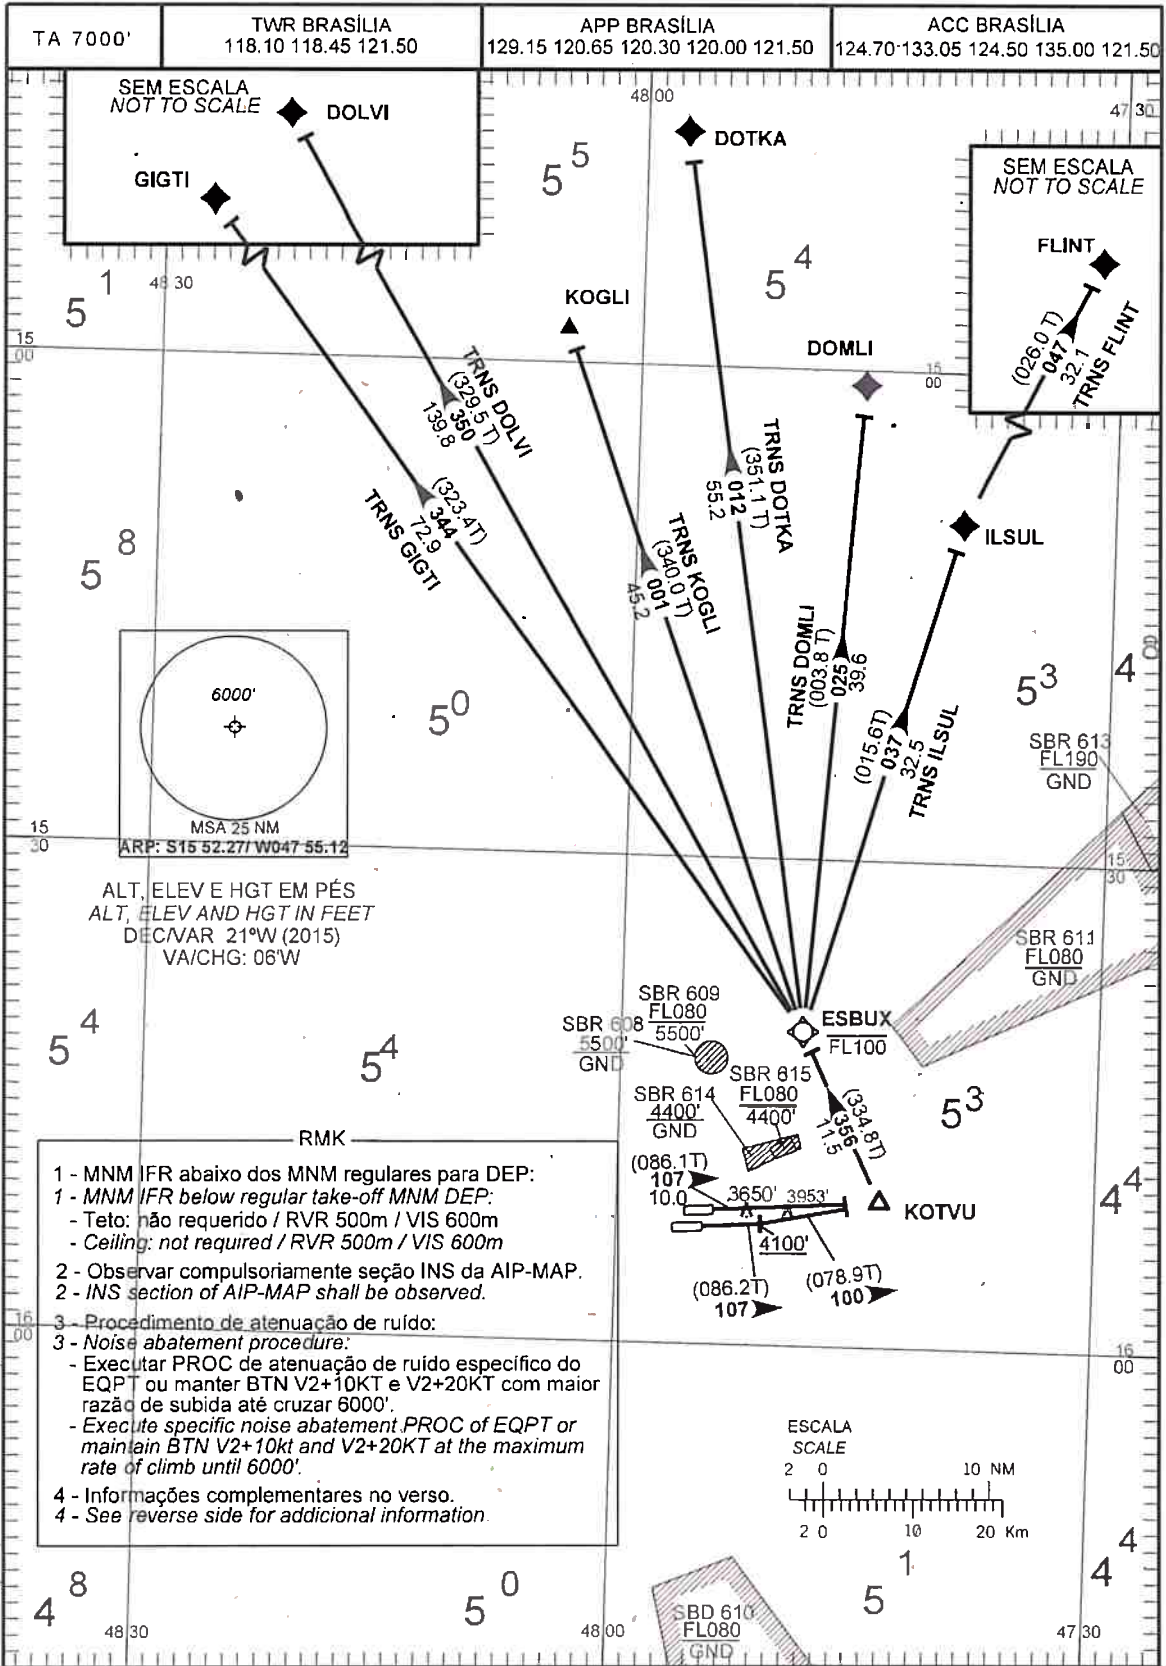 TA 7000'
TWR BRASÍLIA
118.10 118.45 121.50
APP BRASÍLIA
129.15 120.65 120.30 120.00 121.50
ACC BRASÍLIA
124.70 133.05 124.50 135.00 121.50
SEM ESCALA
NOT TO SCALE
DOLVI
GIGTI
48 00
DOTKA
47 30
SEM ESCALA
NOT TO SCALE
FLINT
(026.0 T)
047
32.1
TRNS FLINT
5 5
5 4
5 1
48 30
KOGLI
DOMLI
15 00
15 00
TRNS DOLVI
(329.5 T)
350
139.8
(323.4T)
344
72.9
TRNS GIGTI
TRNS KOGLI
(340.0 T)
001
45.2
TRNS DOTKA
(351.1 T)
012
55.2
TRNS DOMLI
(003.8 T)
025
39.6
ILSUL
(015.6T)
037
32.5
TRNS ILSUL
5 8
5 0
5 3
4 0
6000'
MSA 25 NM
ARP: S15 52.27/ W047 55.12
15 30
15 30
SBR 613
FL190
GND
SBR 611
FL080
GND
ALT, ELEV E HGT EM PÉS
ALT, ELEV AND HGT IN FEET
DEC/VAR 21°W (2015)
VA/CHG: 06'W
5 4
5 4
SBR 608
5500'
GND
SBR 609
FL080
5500'
ESBUX
FL100
SBR 614
4400'
GND
SBR 615
FL080
4400'
(334.8T)
356
11.5
5 3
4 4
(086.1T)
107
10.0
3650'
3953'
4100'
KOTVU
(086.2T)
107
(078.9T)
100
RMK
1 - MNM IFR abaixo dos MNM regulares para DEP:
1 - MNM IFR below regular take-off MNM DEP:
- Teto: não requerido / RVR 500m / VIS 600m
- Ceiling: not required / RVR 500m / VIS 600m
2 - Observar compulsoriamente seção INS da AIP-MAP.
2 - INS section of AIP-MAP shall be observed.
3 - Procedimento de atenuação de ruído:
3 - Noise abatement procedure:
- Executar PROC de atenuação de ruído específico do
EQPT ou manter BTN V2+10KT e V2+20KT com maior
razão de subida até cruzar 6000'.
- Execute specific noise abatement PROC of EQPT or
maintain BTN V2+10kt and V2+20KT at the maximum
rate of climb until 6000'.
4 - Informações complementares no verso.
4 - See reverse side for addicional information.
16 00
16 00
ESCALA
SCALE
2 0 10 NM
2 0 10 20 Km
4 8
5 0
5 1
4 4
SBD 610
FL080
GND
48 30
48 00
47 30